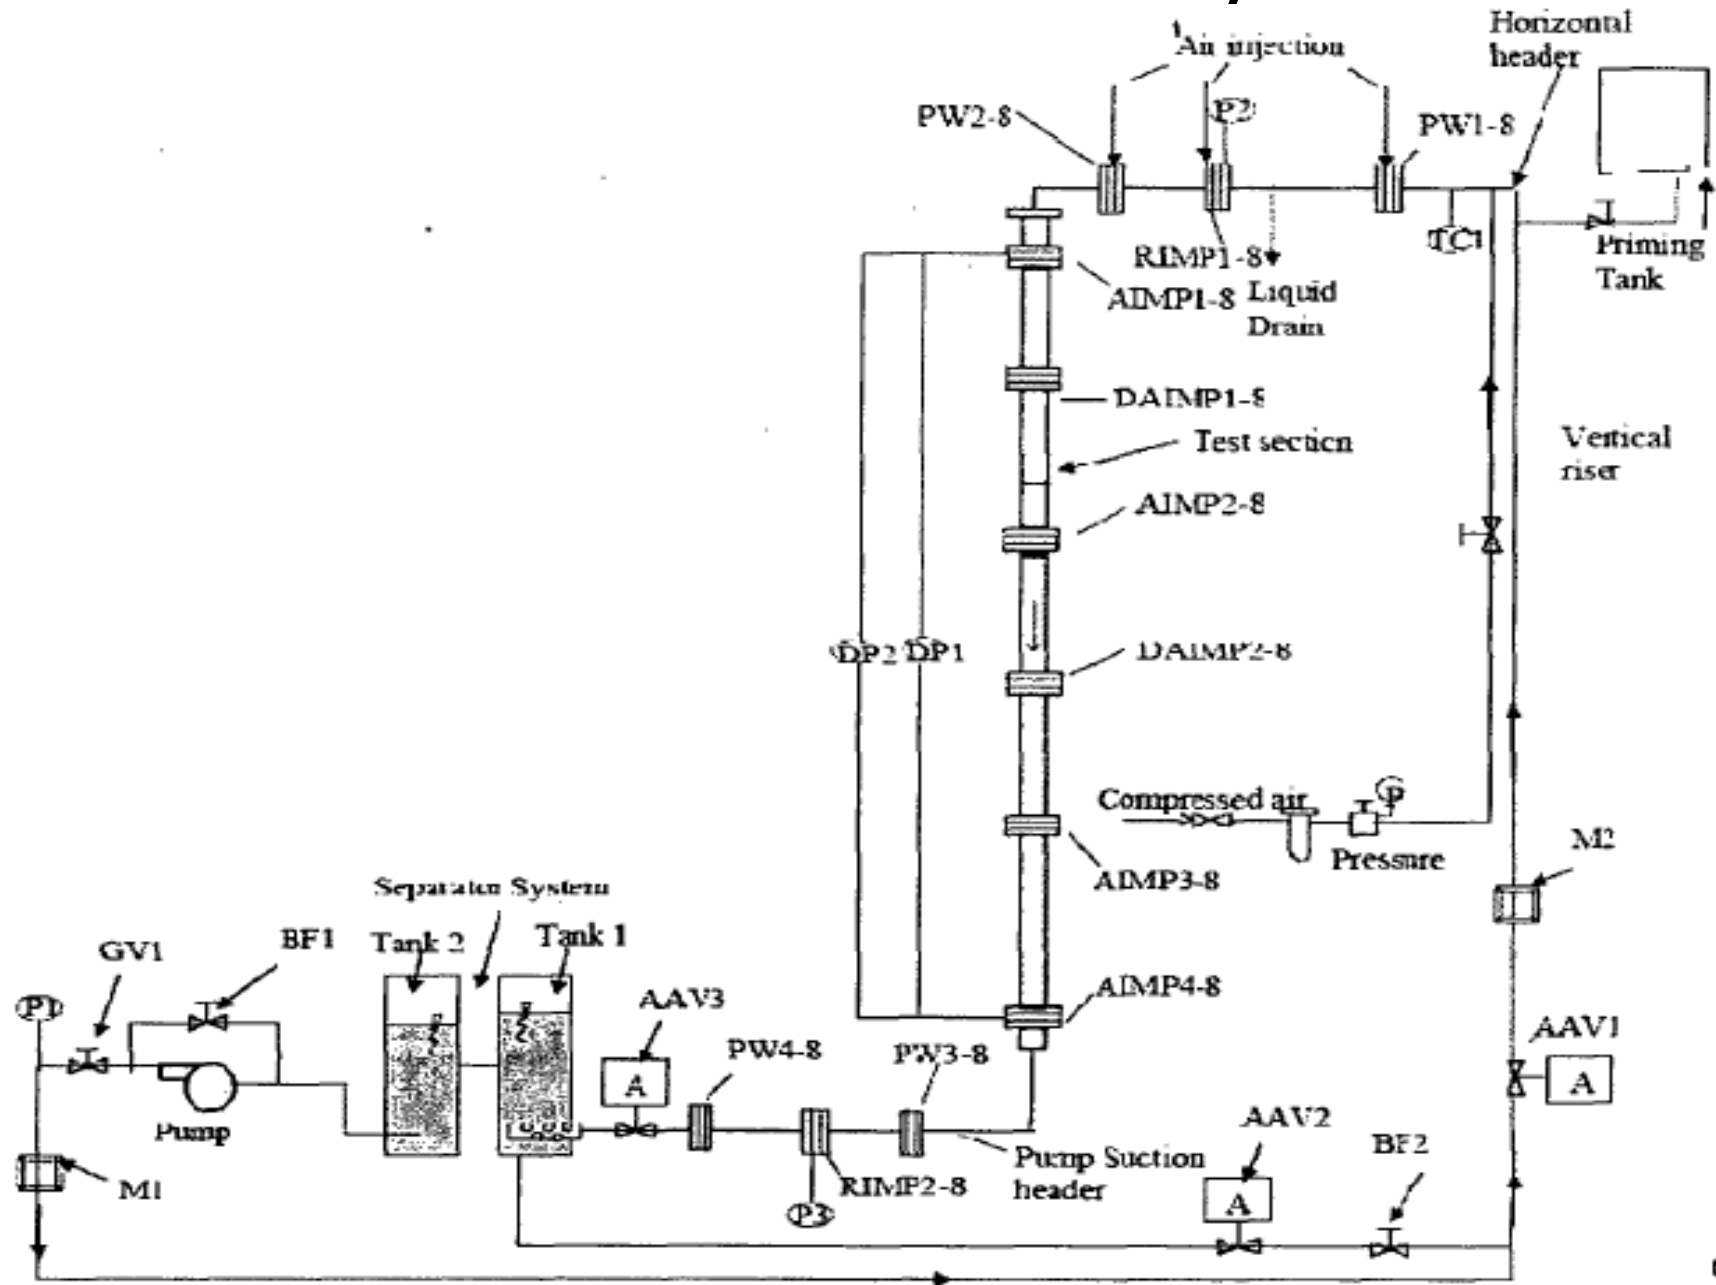 Horizontal
header
Air injection
P2
PW2-8
PW1-8
TC1
Priming
Tank
RIMP1-8
AIMP1-8
Liquid
Drain
DAIMP1-8
Test section
Vertical
riser
AIMP2-8
DP2
DP1
DAIMP2-8
Compressed air
P
Pressure
M2
AIMP3-8
Separator System
Tank 2
Tank 1
GV1
BF1
AIMP4-8
P1
AAV3
AAV1
PW4-8
PW3-8
A
A
Pump
AAV2
BF2
Pump Suction
header
M1
RIMP2-8
A
P3